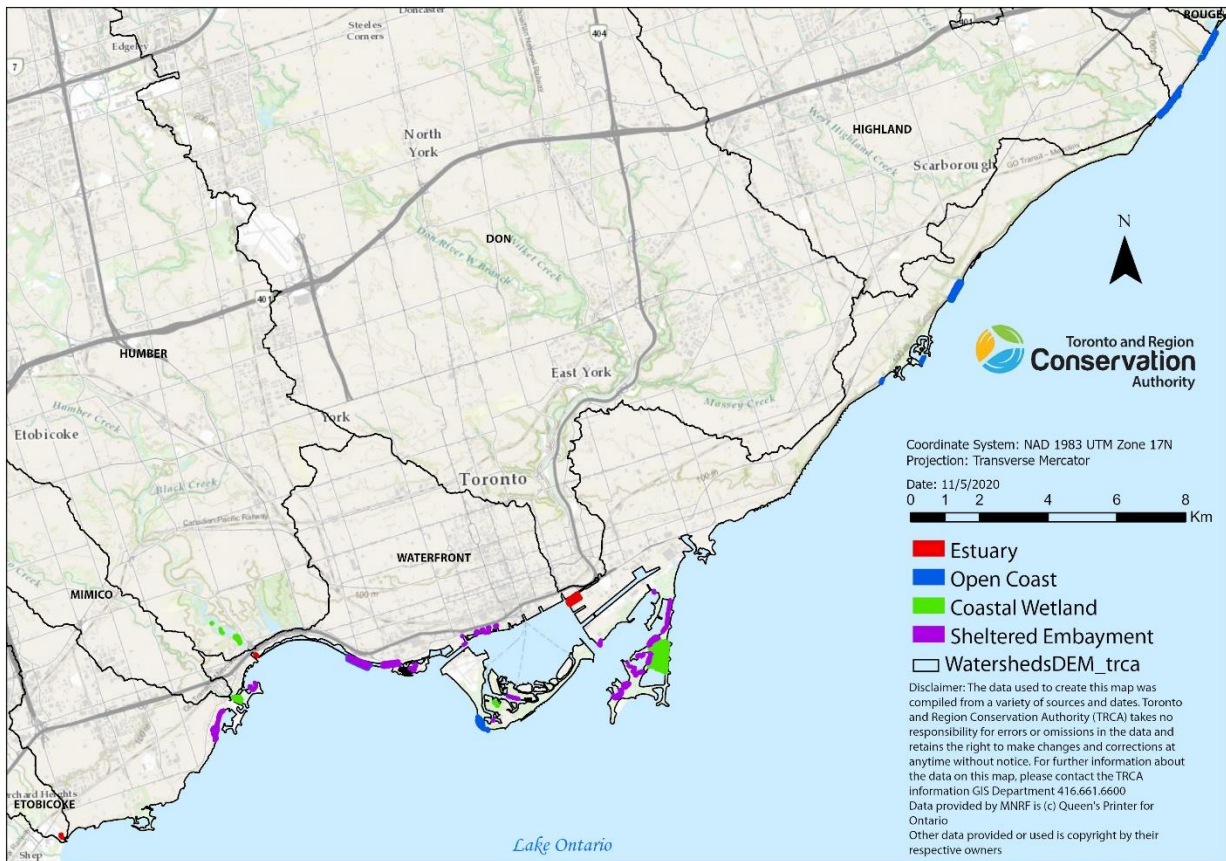 Doncaster
Steeles
Corners
Edgeley
7
404
401
ROUGE
HIGHLAND
West Highland Creek
Scarborough
GO Transit - Metrolinx
North
York
DON
Don River W Branch
Wilket Creek
401
HUMBER
East York
Massey Creek
Humber Creek
York
Etobicoke
Black Creek
Toronto
Canadian Pacific Railway
WATERFRONT
MIMICO
100 m
ETOBICOKE
Lake Ontario
N
Toronto and Region
Conservation
Authority
Coordinate System: NAD 1983 UTM Zone 17N
Projection: Transverse Mercator
Date: 11/5/2020
0 1 2 4 6 8
Km
Estuary
Open Coast
Coastal Wetland
Sheltered Embayment
WatershedsDEM_trca
Disclaimer: The data used to create this map was
compiled from a variety of sources and dates. Toronto
and Region Conservation Authority (TRCA) takes no
responsibility for errors or omissions in the data and
retains the right to make changes and corrections at
anytime without notice. For further information about
the data on this map, please contact the TRCA
information GIS Department 416.661.6600
Data provided by MNRF is (c) Queen's Printer for
Ontario
Other data provided or used is copyright by their
respective owners